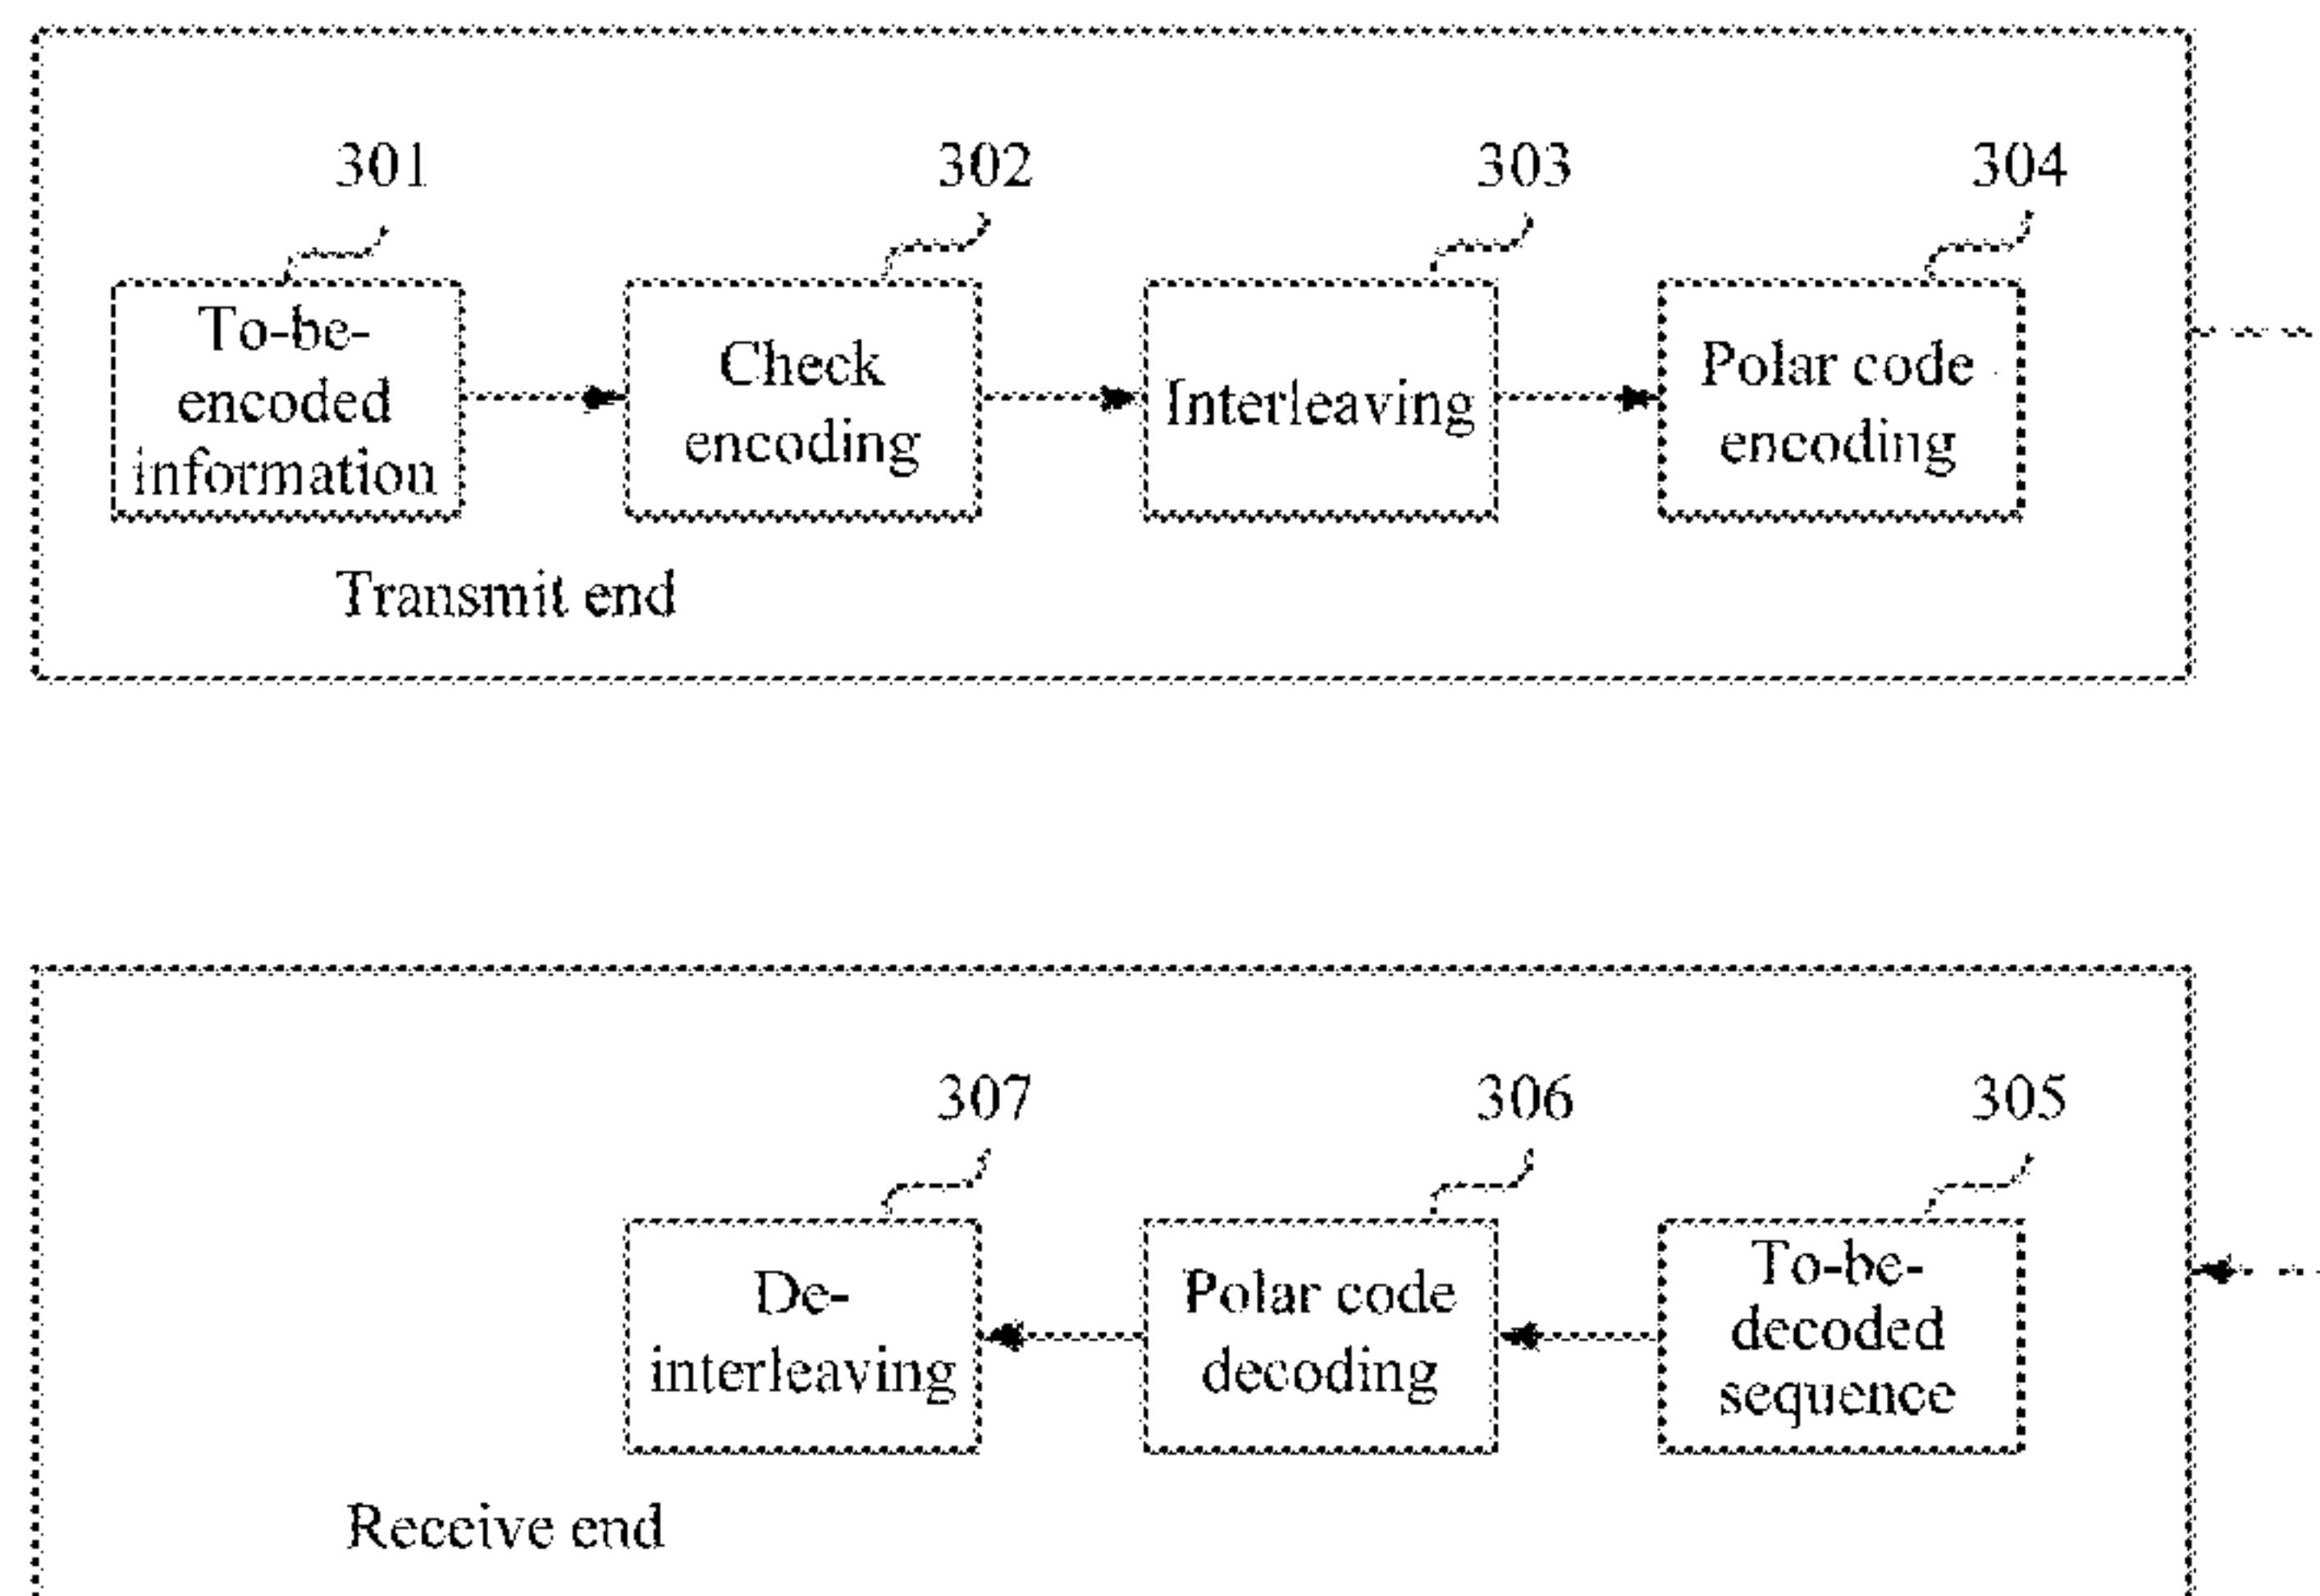 301
302
303
304
To-be-
encoded
information
Check
encoding
Interleaving
Polar code
encoding
Transmit end
307
306
305
De-
interleaving
Polar code
decoding
To-be-
decoded
sequence
Receive end